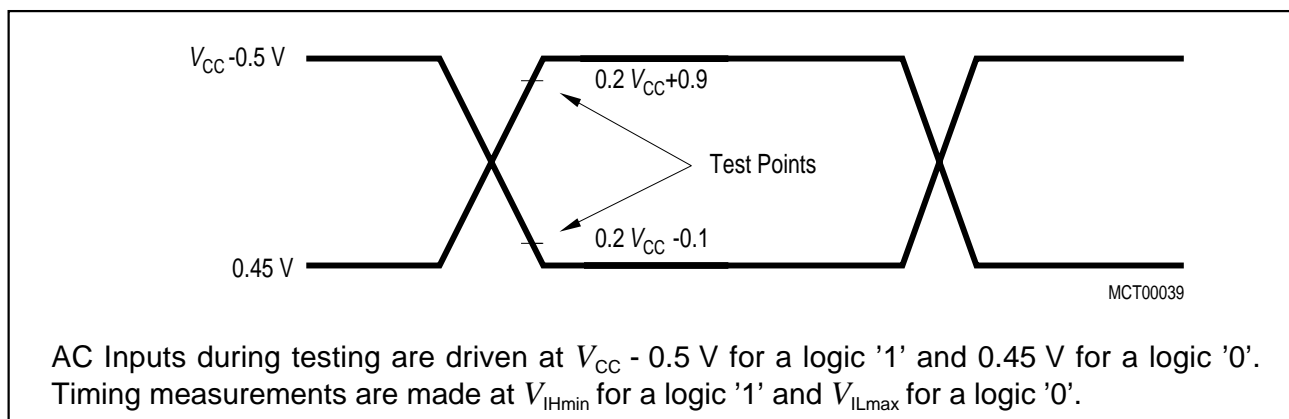 VCC -0.5 V
0.2 VCC+0.9
Test Points
0.2 VCC -0.1
0.45 V
MCT00039
AC Inputs during testing are driven at VCC - 0.5 V for a logic '1' and 0.45 V for a logic '0'.
Timing measurements are made at VIHmin for a logic '1' and VILmax for a logic '0'.